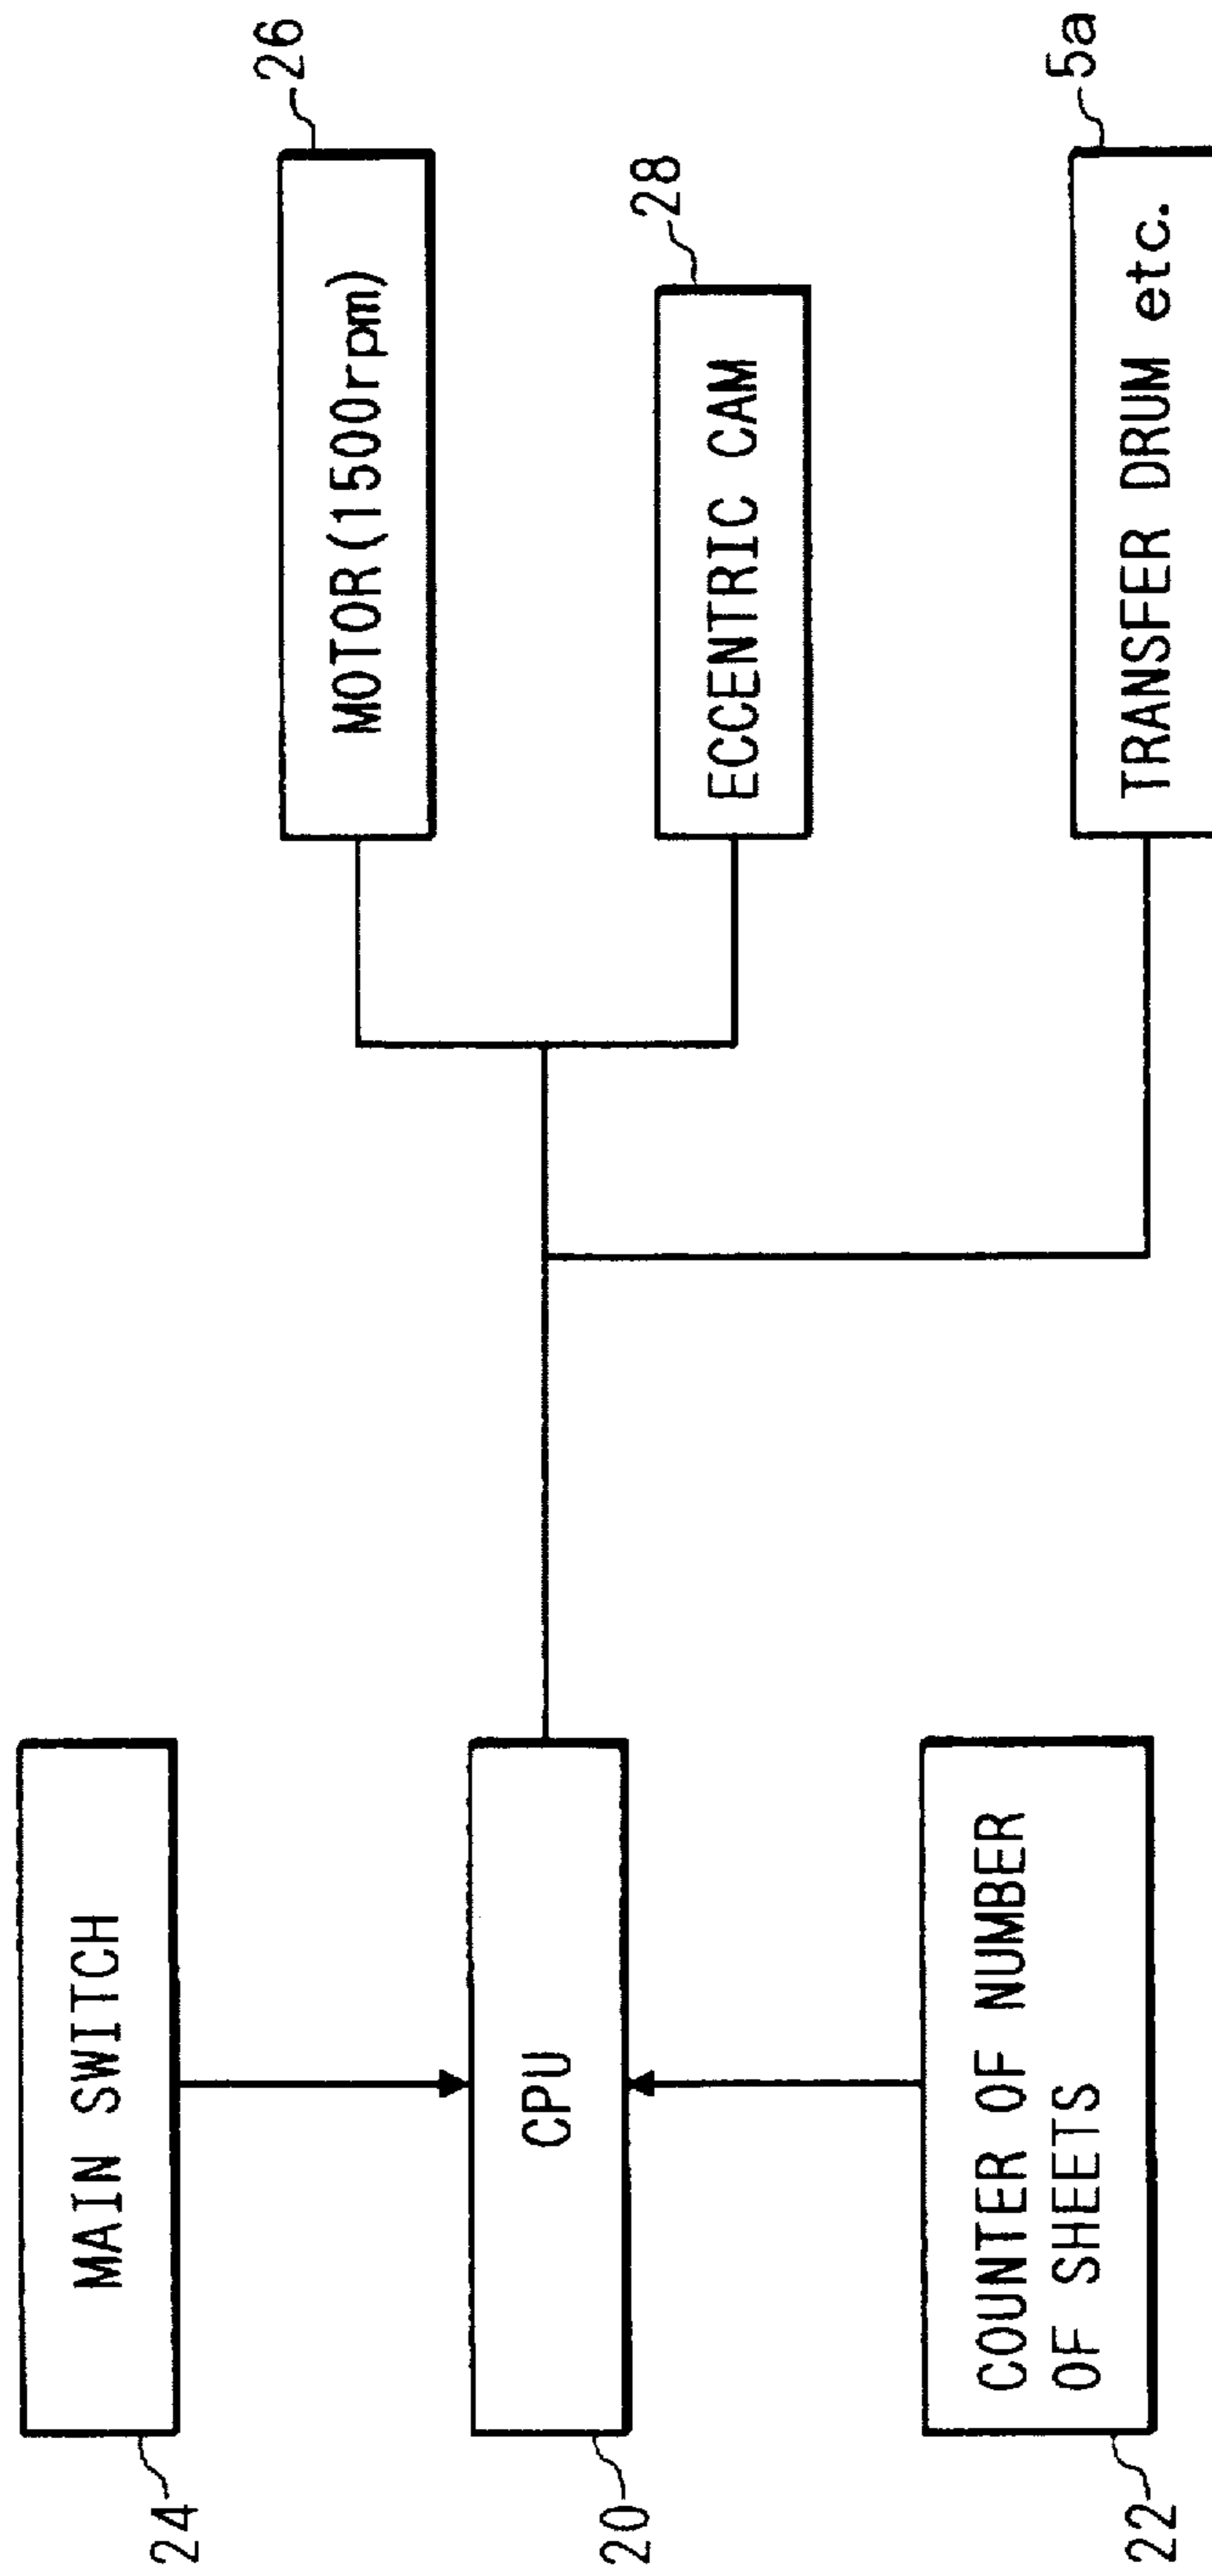 24
MAIN SWITCH
20
CPU
22
COUNTER OF NUMBER
OF SHEETS
26
MOTOR(1500rpm)
28
ECCENTRIC CAM
5a
TRANSFER DRUM etc.